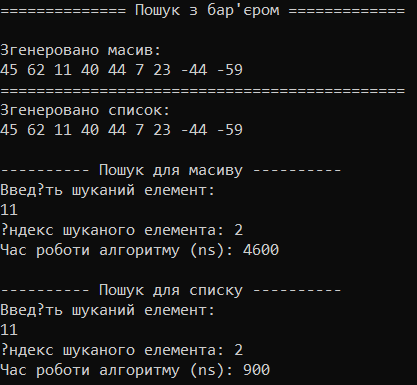 ============== Пошук з бар'єром =============
Згенеровано масив:
45 62 11 40 44 7 23 -44 -59
=============================================
Згенеровано список:
45 62 11 40 44 7 23 -44 -59
---------- Пошук для масиву ----------
Введ?ть шуканий елемент:
11
?ндекс шуканого елемента: 2
Час роботи алгоритму (ns): 4600
---------- Пошук для списку ----------
Введ?ть шуканий елемент:
11
?ндекс шуканого елемента: 2
Час роботи алгоритму (ns): 900